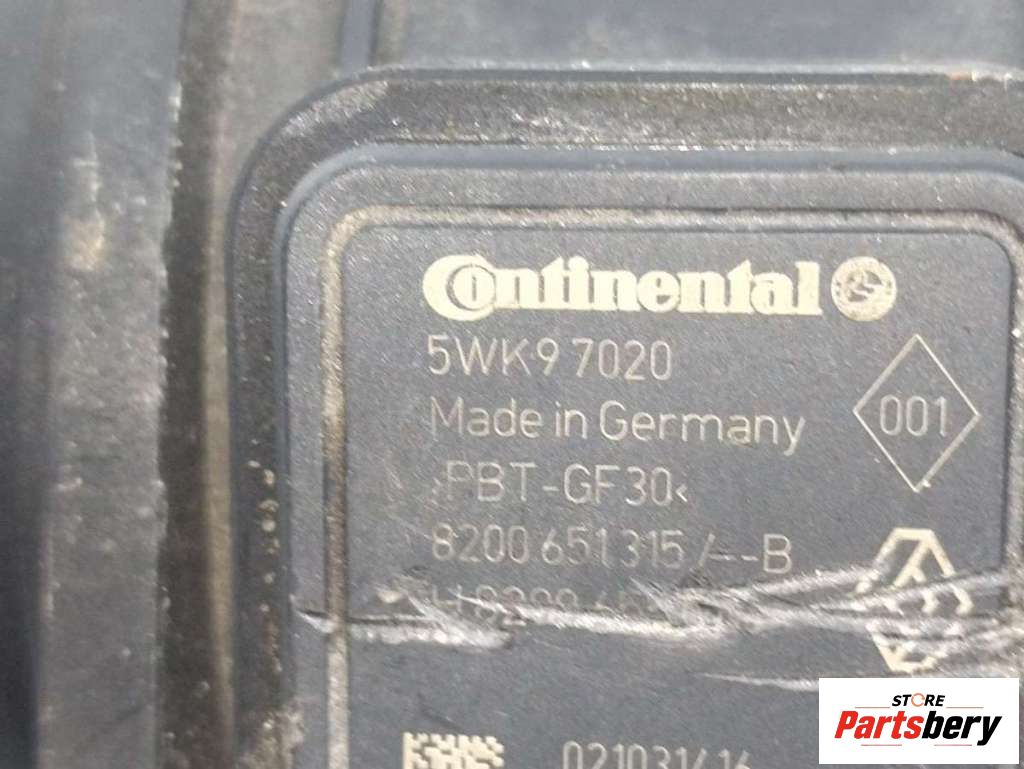 Continental
5WK9 7020
Made in Germany
001
>PBT-GF30<
8200 651 315 /--B
STORE
Partsbery